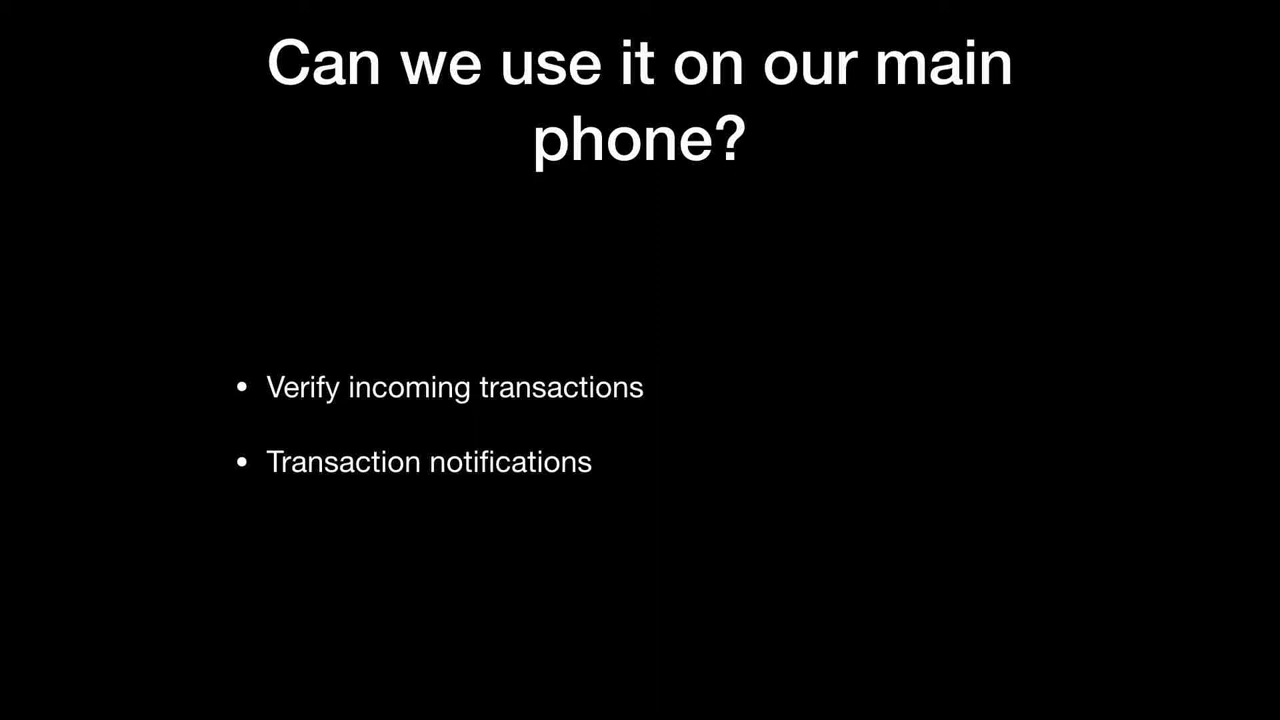 Can we use it on our main
phone?
• Verify incoming transactions
• Transaction notifications